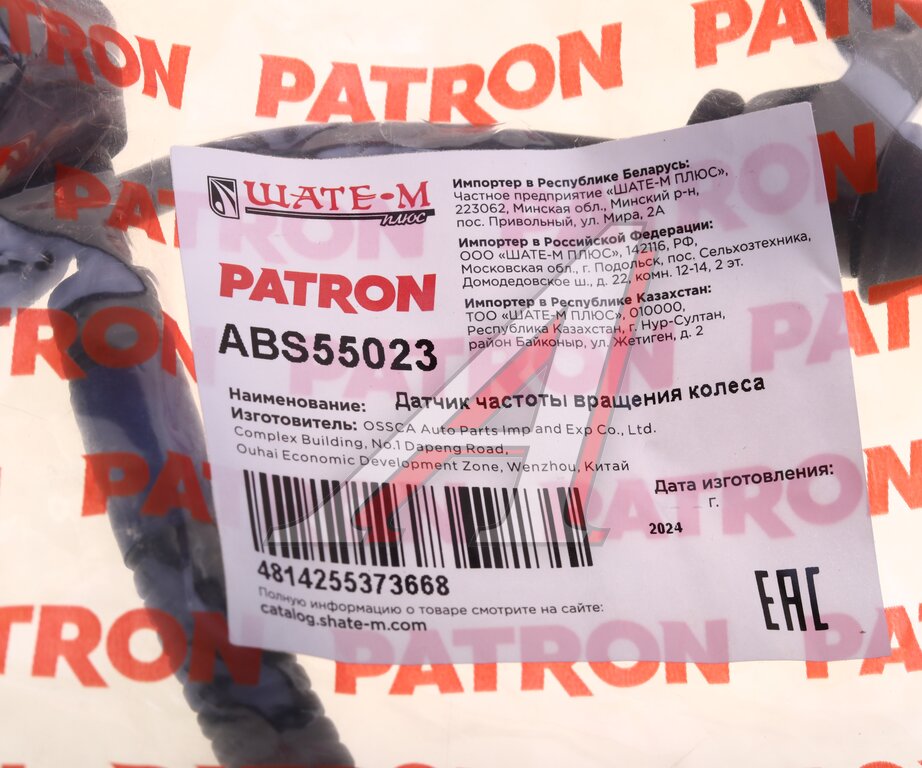 PATRON
PATRON
PATRON
ШАТЕ-М
плюс
PATRON
ABS55023
Импортер в Республике Беларусь:
Частное предприятие «ШАТЕ-М ПЛЮС»,
223062, Минская обл., Минский р-н,
пос. Привольный, ул. Мира, 2А
Импортер в Российской Федерации:
ООО «ШАТЕ-М ПЛЮС», 142116, РФ,
Московская обл., г. Подольск, пос. Сельхозтехника,
Домодедовское ш., д. 22, комн. 12-14, 2 эт.
Импортер в Республике Казахстан:
ТОО «ШАТЕ-М ПЛЮС», 010000,
Республика Казахстан, г. Нур-Султан,
район Байконыр, ул. Жетиген, д. 2
Наименование: Датчик частоты вращения колеса
Изготовитель: OSSCA Auto Parts Imp and Exp Co., Ltd.
Complex Building, No.1 Dapeng Road,
Ouhai Economic Development Zone, Wenzhou, Китай
Дата изготовления:
г.
2024
4814255373668
Полную информацию о товаре смотрите на сайте:
catalog.shate-m.com
EAC
PATRON
PATRON
PATRON